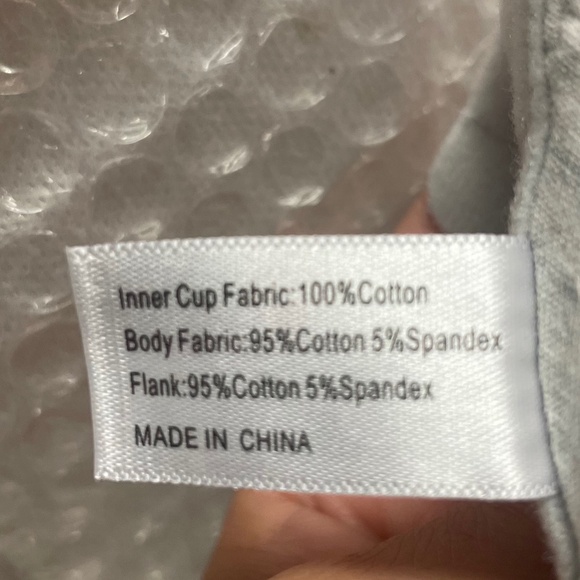 Inner Cup Fabric:100%Cotton
Body Fabric:95%Cotton 5%Spandex
Flank:95%Cotton 5%Spandex
MADE IN CHINA